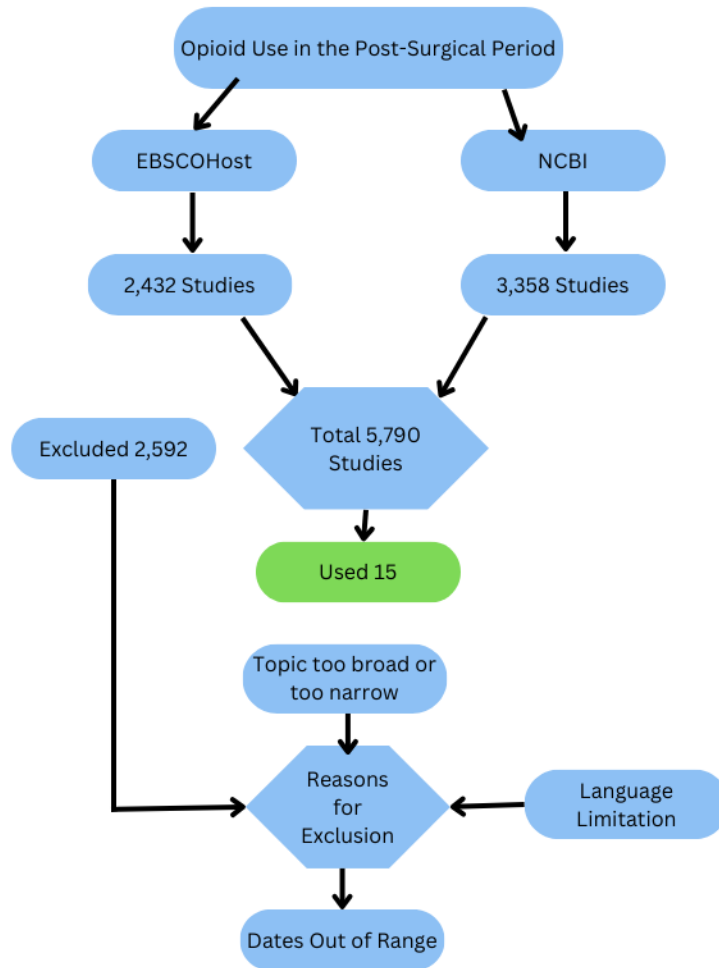 Opioid Use in the Post-Surgical Period
EBSCOHost
NCBI
2,432 Studies
3,358 Studies
Total 5,790
Studies
Excluded 2,592
Used 15
Topic too broad or
too narrow
Reasons
for
Exclusion
Language
Limitation
Dates Out of Range